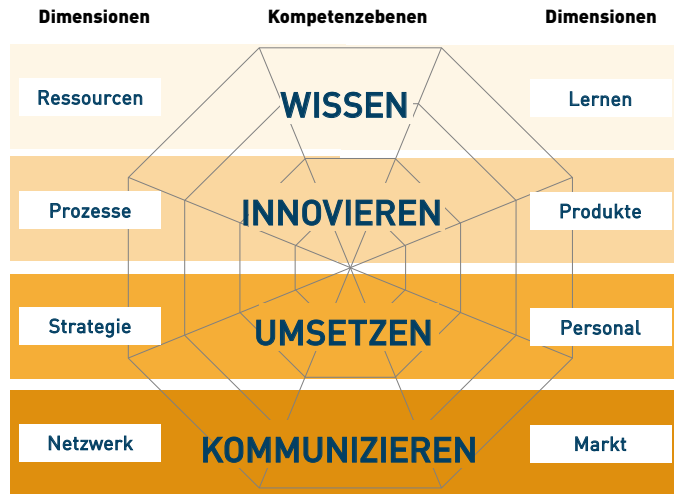 Dimensionen Kompetenzebenen Dimensionen
Ressourcen WISSEN Lernen
Prozesse INNOVIEREN Produkte
Strategie UMSETZEN Personal
Netzwerk KOMMUNIZIEREN Markt